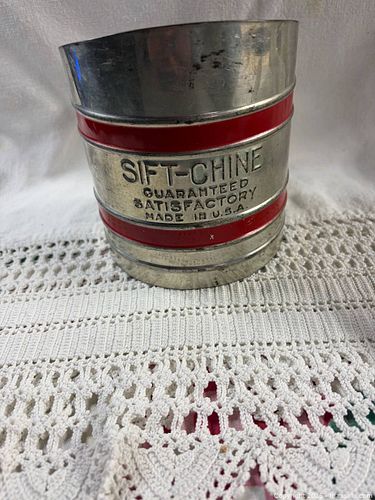 SIFT-CHINE
GUARANTEED
SATISFACTORY
MADE IN U.S.A